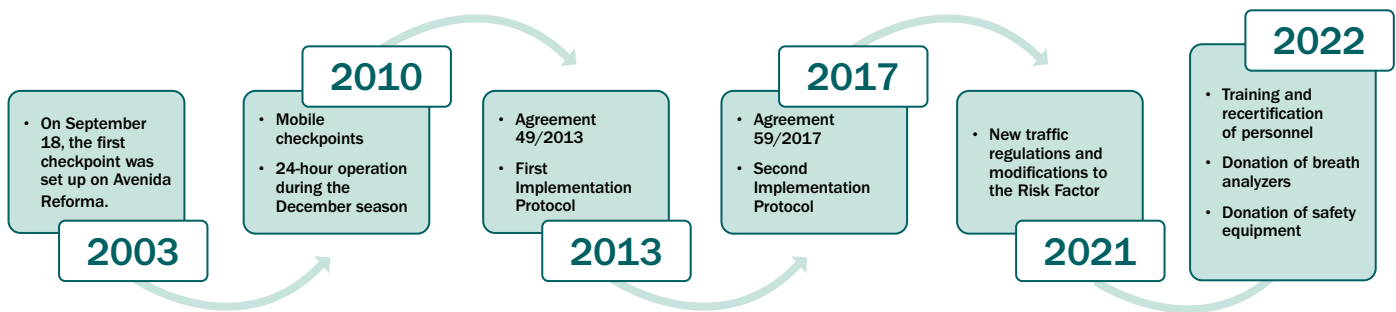 • On September
18, the first
checkpoint was
set up on Avenida
Reforma.
2003
2010
• Mobile
checkpoints
• 24-hour operation
during the
December season
• Agreement
49/2013
• First
Implementation
Protocol
2013
2017
• Agreement
59/2017
• Second
Implementation
Protocol
• New traffic
regulations and
modifications to
the Risk Factor
2021
2022
• Training and
recertification
of personnel
• Donation of breath
analyzers
• Donation of safety
equipment